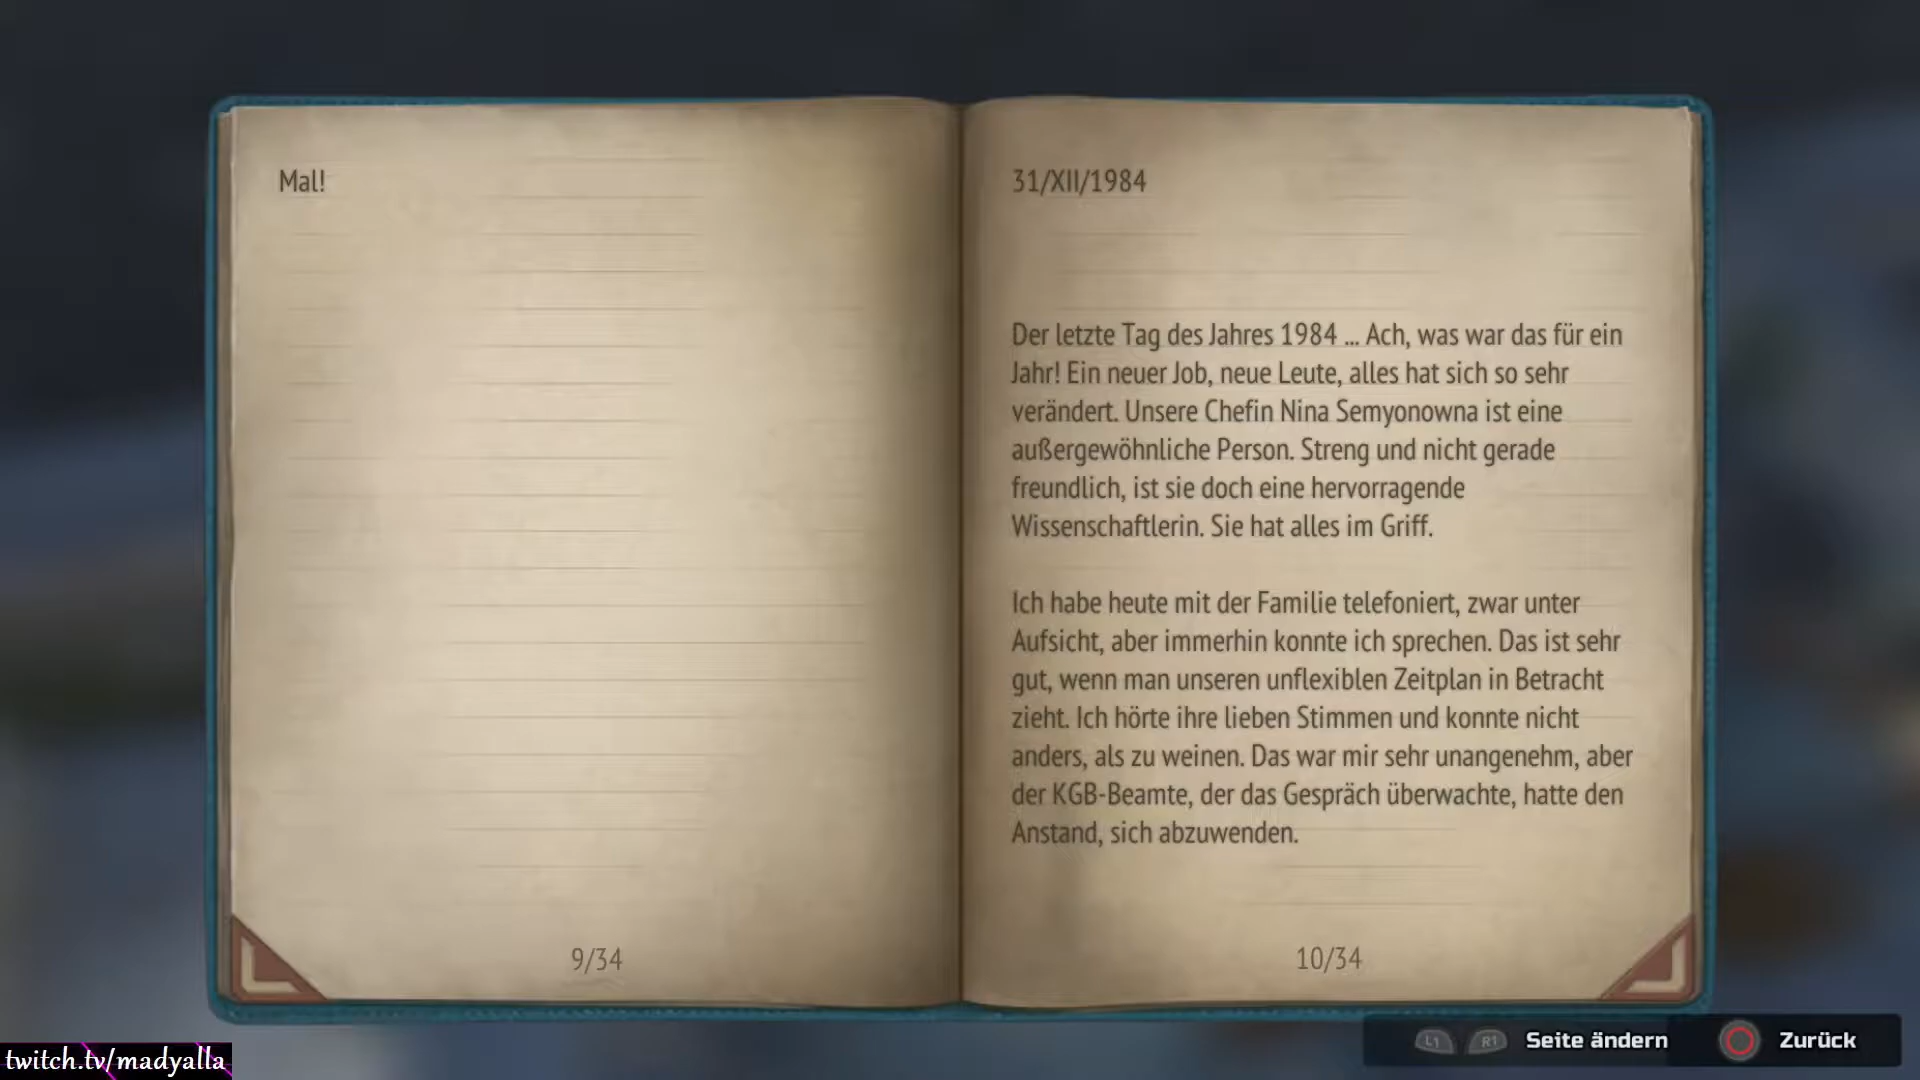 Mal!
9/34
31/XII/1984
Der letzte Tag des Jahres 1984 ... Ach, was war das für ein
Jahr! Ein neuer Job, neue Leute, alles hat sich so sehr
verändert. Unsere Chefin Nina Semyonowna ist eine
außergewöhnliche Person. Streng und nicht gerade
freundlich, ist sie doch eine hervorragende
Wissenschaftlerin. Sie hat alles im Griff.
Ich habe heute mit der Familie telefoniert, zwar unter
Aufsicht, aber immerhin konnte ich sprechen. Das ist sehr
gut, wenn man unseren unflexiblen Zeitplan in Betracht
zieht. Ich hörte ihre lieben Stimmen und konnte nicht
anders, als zu weinen. Das war mir sehr unangenehm, aber
der KGB-Beamte, der das Gespräch überwachte, hatte den
Anstand, sich abzuwenden.
10/34
L1 R1 Seite ändern Zurück
twitch.tv/madyalla